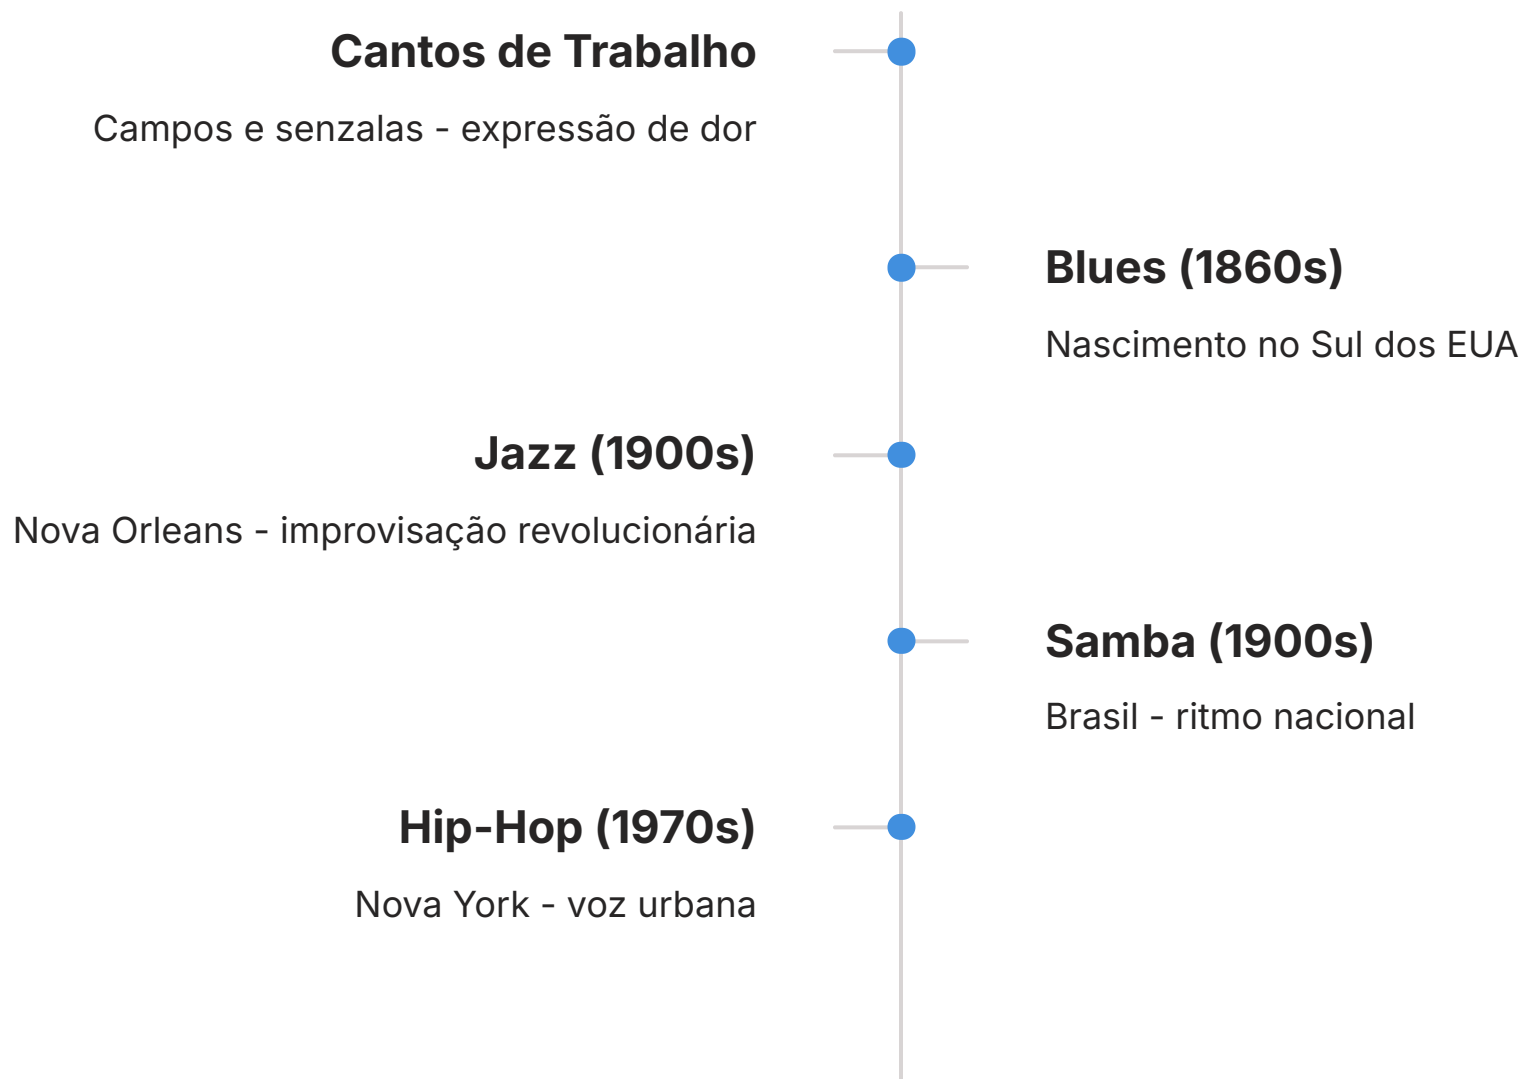 Cantos de Trabalho
Campos e senzalas - expressão de dor
Blues (1860s)
Nascimento no Sul dos EUA
Jazz (1900s)
Nova Orleans - improvisação revolucionária
Samba (1900s)
Brasil - ritmo nacional
Hip-Hop (1970s)
Nova York - voz urbana